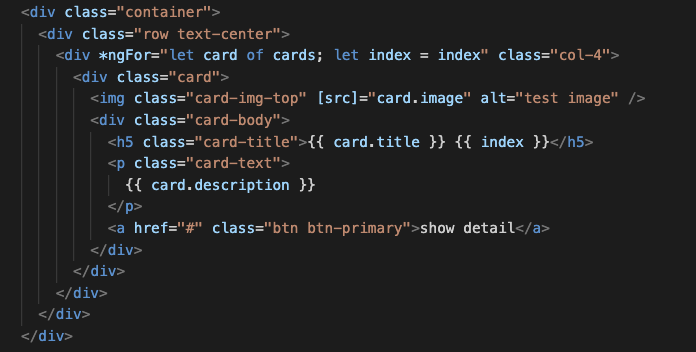 <div class="container">
<div class="row text-center">
<div *ngFor="let card of cards; let index = index" class="col-4">
<div class="card">
<img class="card-img-top" [src]="card.image" alt="test image" />
<div class="card-body">
<h5 class="card-title">{{ card.title }} {{ index }}</h5>
<p class="card-text">
{{ card.description }}
</p>
<a href="#" class="btn btn-primary">show detail</a>
</div>
</div>
</div>
</div>
</div>